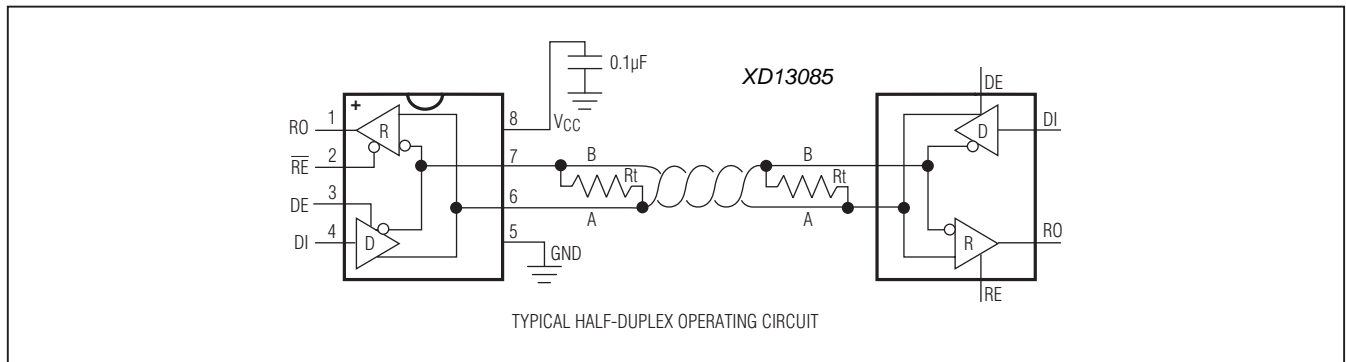 0.1µF
XD13085
+
DE
1
RO
R
8
VCC
D
DI
2
RE
7
B
B
Rt
Rt
3
DE
6
A
A
4
DI
D
5
GND
R
RO
RE
TYPICAL HALF-DUPLEX OPERATING CIRCUIT